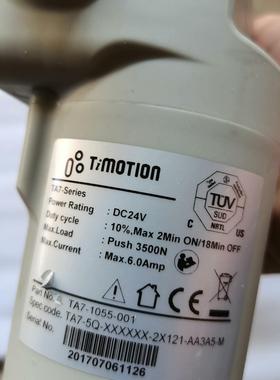 TiMOTION
TA7-Series
Power Rating : DC24V
Duty cycle : 10%,Max 2Min ON/18Min OFF
Max.Load : Push 3500N
Max.Current : Max.6.0Amp
Part No. : TA7-1055-001
Spec code. TA7-5Q-XXXXXX-2X121-AA3A5-M
Serial No.
201707061126
TÜV
SÜD
C US
NRTL